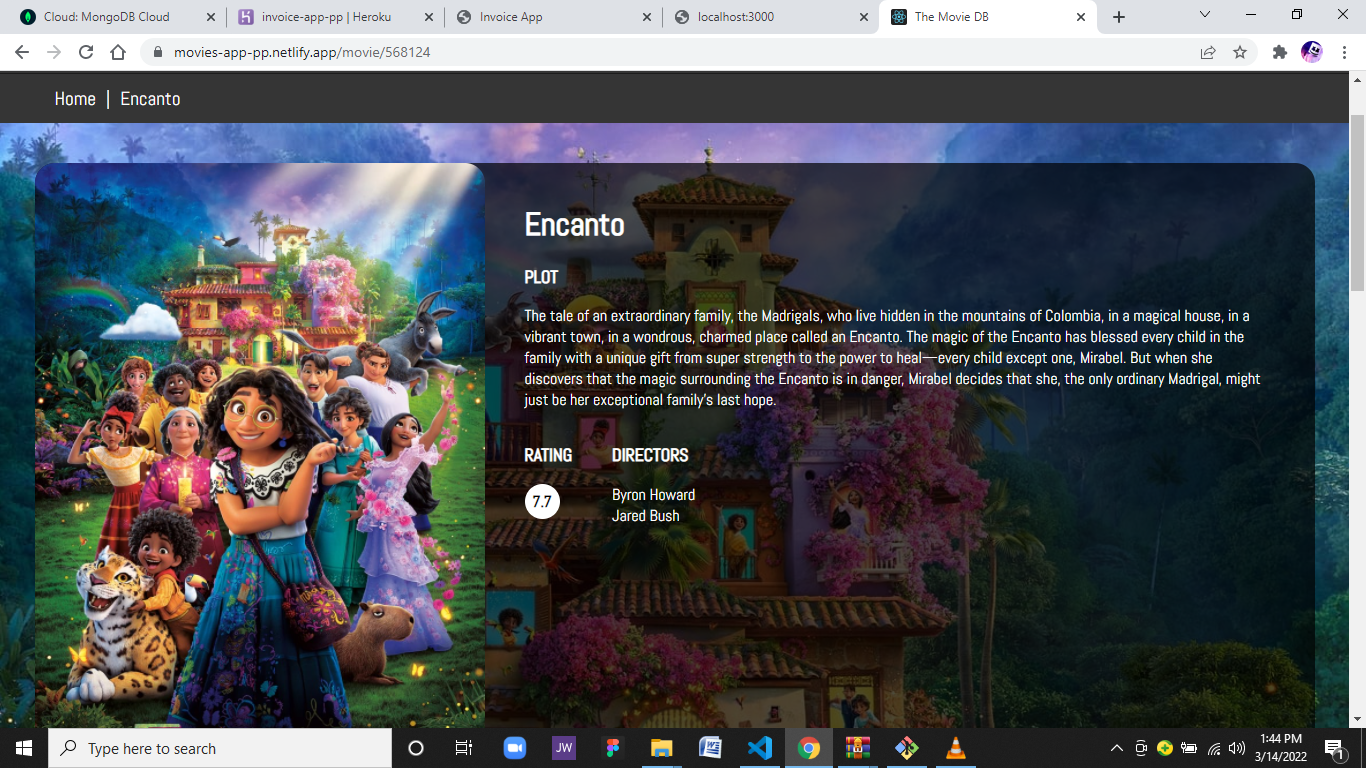 Cloud: MongoDB Cloud
invoice-app-pp | Heroku
Invoice App
localhost:3000
The Movie DB
movies-app-pp.netlify.app/movie/568124
Home | Encanto
Encanto
PLOT
The tale of an extraordinary family, the Madrigals, who live hidden in the mountains of Colombia, in a magical house, in a
vibrant town, in a wondrous, charmed place called an Encanto. The magic of the Encanto has blessed every child in the
family with a unique gift from super strength to the power to heal—every child except one, Mirabel. But when she
discovers that the magic surrounding the Encanto is in danger, Mirabel decides that she, the only ordinary Madrigal, might
just be her exceptional family's last hope.
RATING DIRECTORS
7.7 Byron Howard
Jared Bush
Type here to search
JW
W
1:44 PM
3/14/2022
1